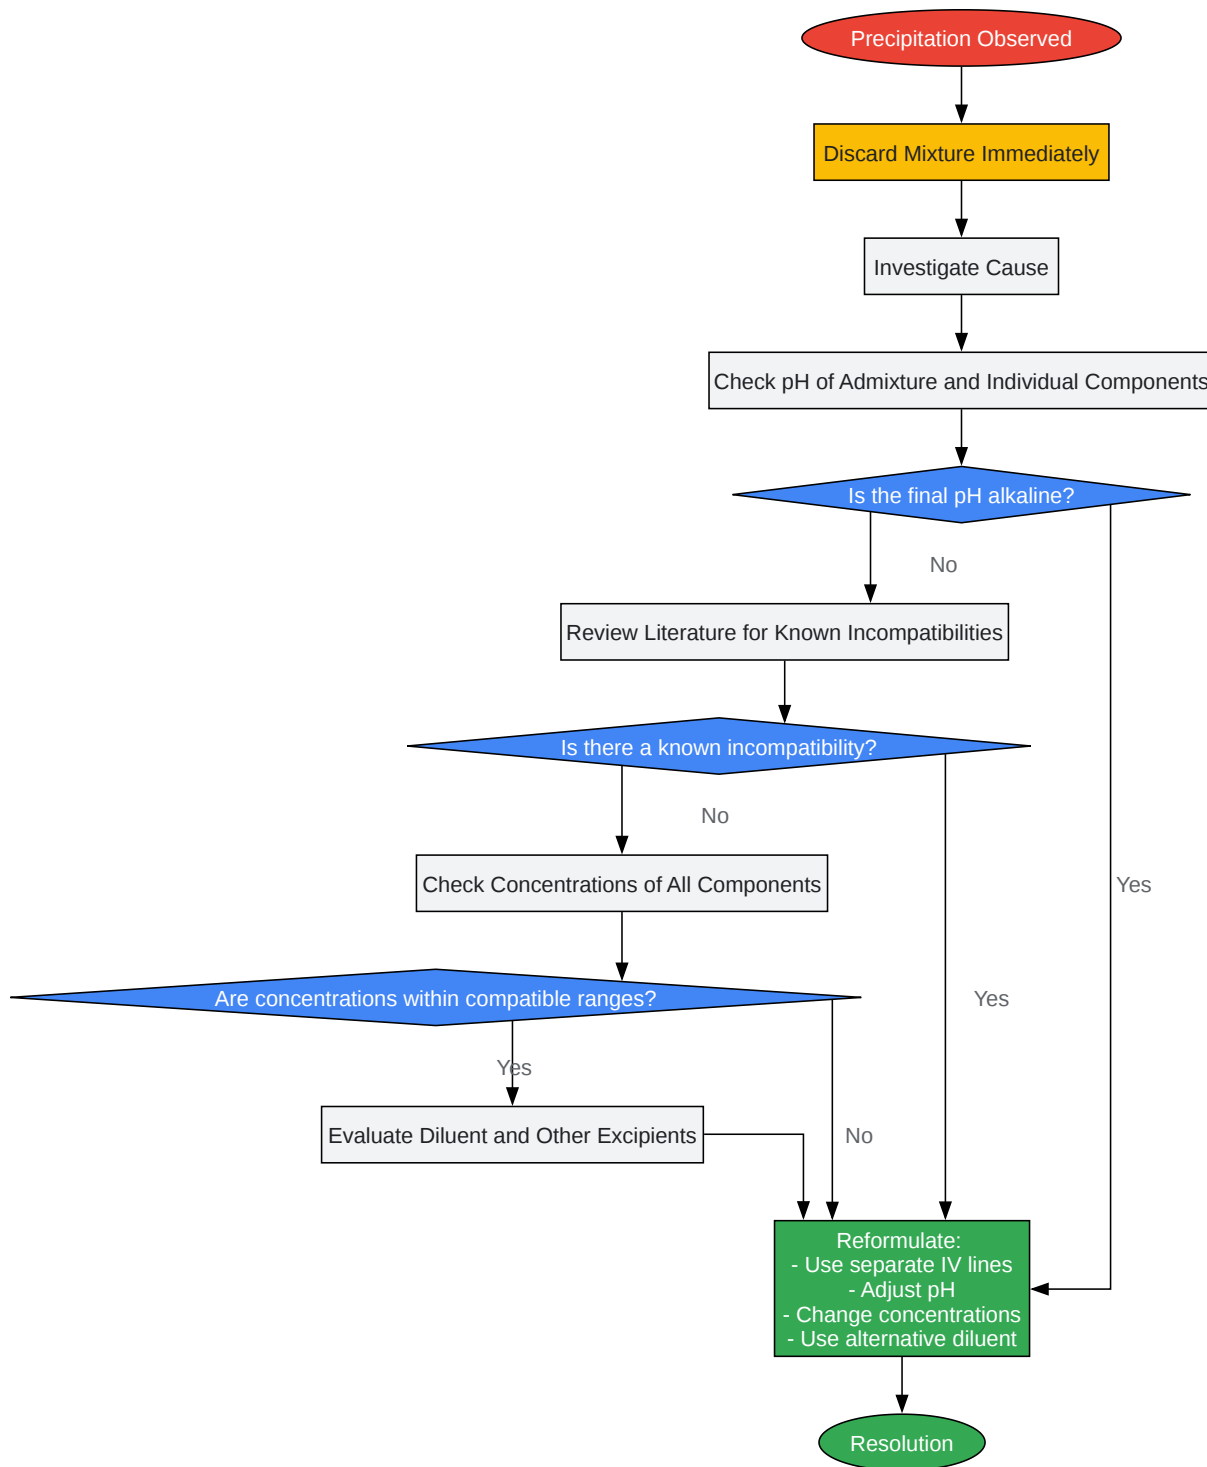 Precipitation Observed
Discard Mixture Immediately
Investigate Cause
Check pH of Admixture and Individual Components
Is the final pH alkaline?
No
Review Literature for Known Incompatibilities
Is there a known incompatibility?
No
Check Concentrations of All Components
Yes
Are concentrations within compatible ranges?
Yes
Yes
Evaluate Diluent and Other Excipients
No
Reformulate:
- Use separate IV lines
- Adjust pH
- Change concentrations
- Use alternative diluent
Resolution